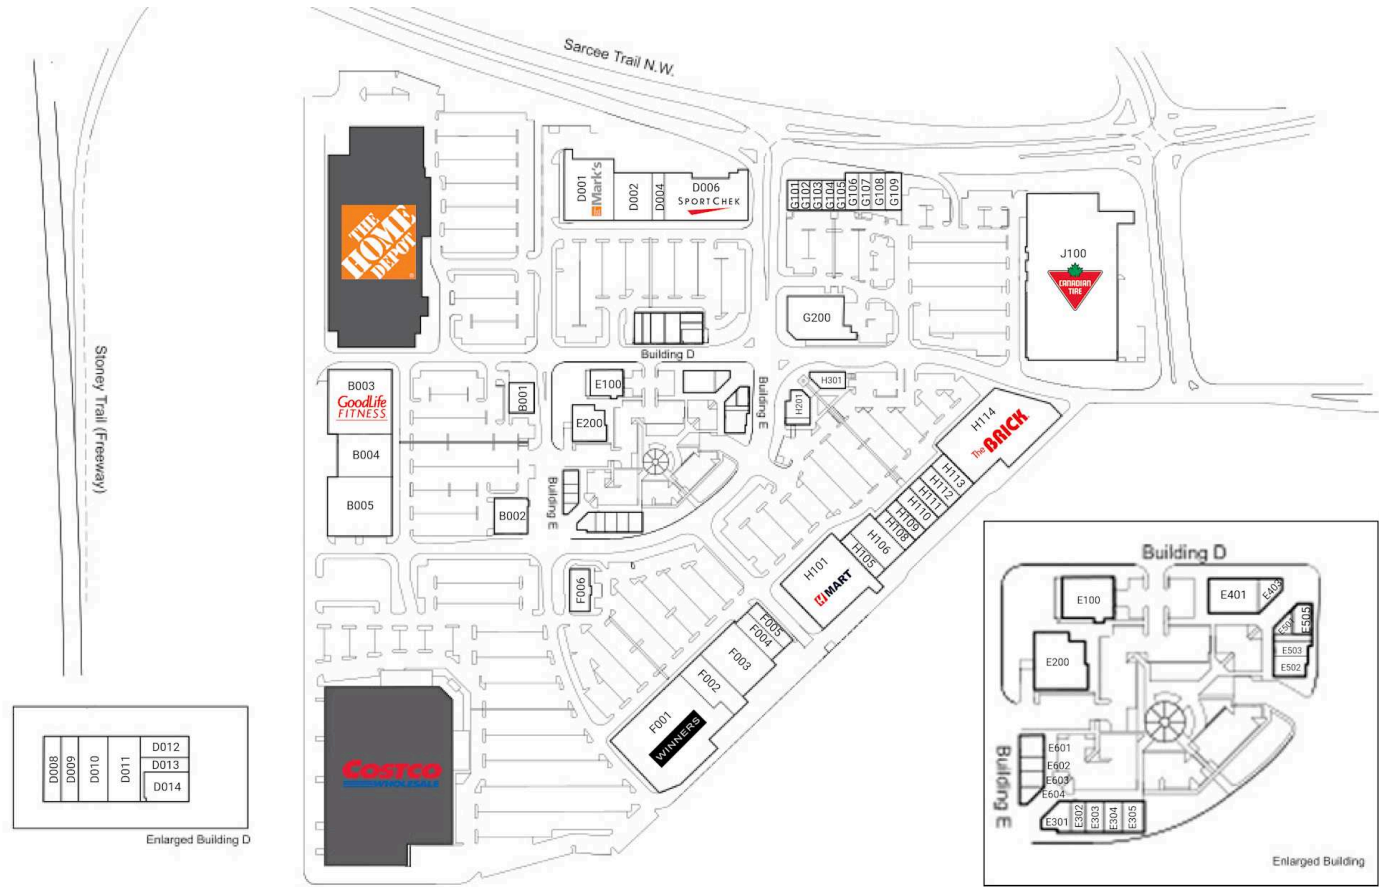 Sarcee Trail N.W.
Stoney Trail (Freeway)
THE
HOME
DEPOT
D001
Mark's
D002
D004
D006
SPORTCHEK
G101
G102
G103
G104
G105
G106
G107
G108
G109
J100
CANADIAN
TIRE
G200
Building D
B003
GoodLife
FITNESS
B004
B005
B001
B002
E100
E200
Building E
Building E
H301
H201
H114
The BRICK
H113
H112
H111
H110
H109
H108
H106
H105
H101
H MART
F006
F005
F004
F003
F002
F001
WINNERS
COSTCO
WHOLESALE
D008
D009
D010
D011
D012
D013
D014
Enlarged Building D
Building D
E100
E200
E401
E403
E501
E505
E503
E502
Building E
E601
E602
E603
E604
E301
E302
E303
E304
E305
Enlarged Building